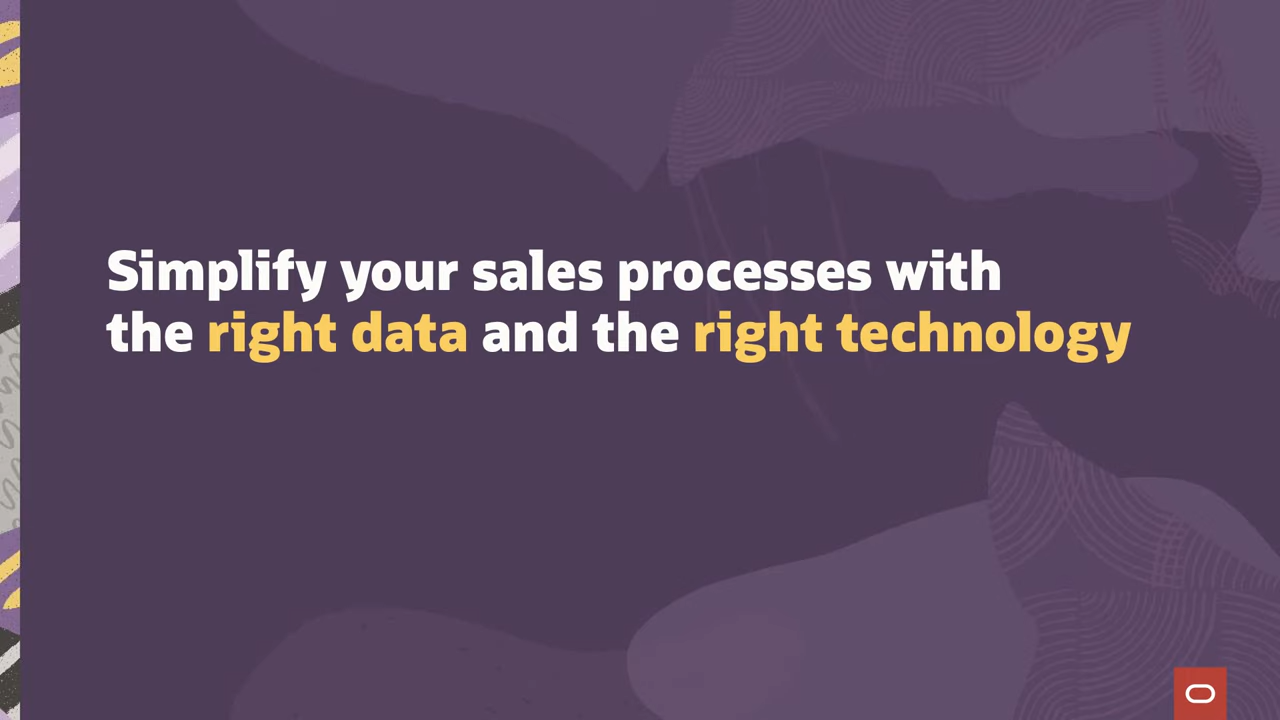 Simplify your sales processes with
the right data and the right technology